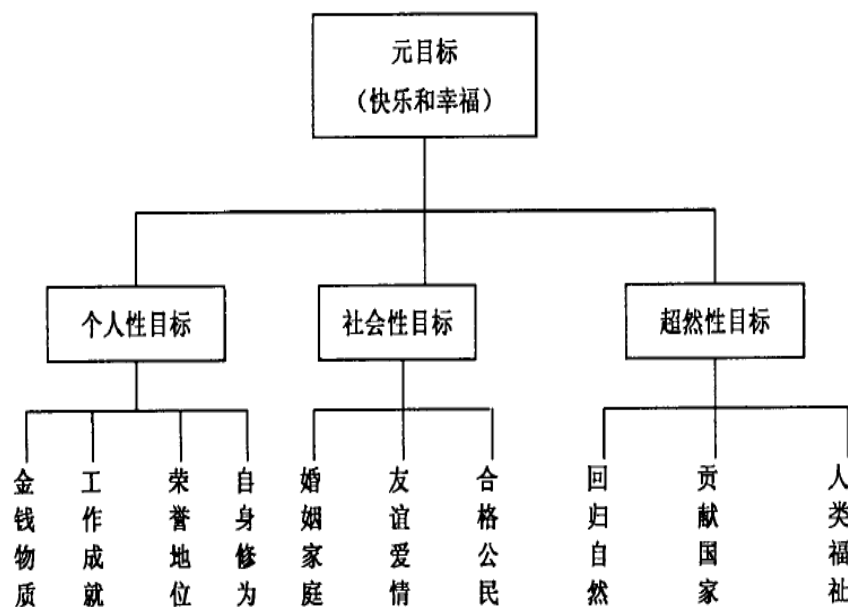 元目标
(快乐和幸福)
个人性目标
社会性目标
超然性目标
金钱物质
工作成就
荣誉地位
自身修为
婚姻家庭
友谊爱情
合格公民
回归自然
贡献国家
人类福祉